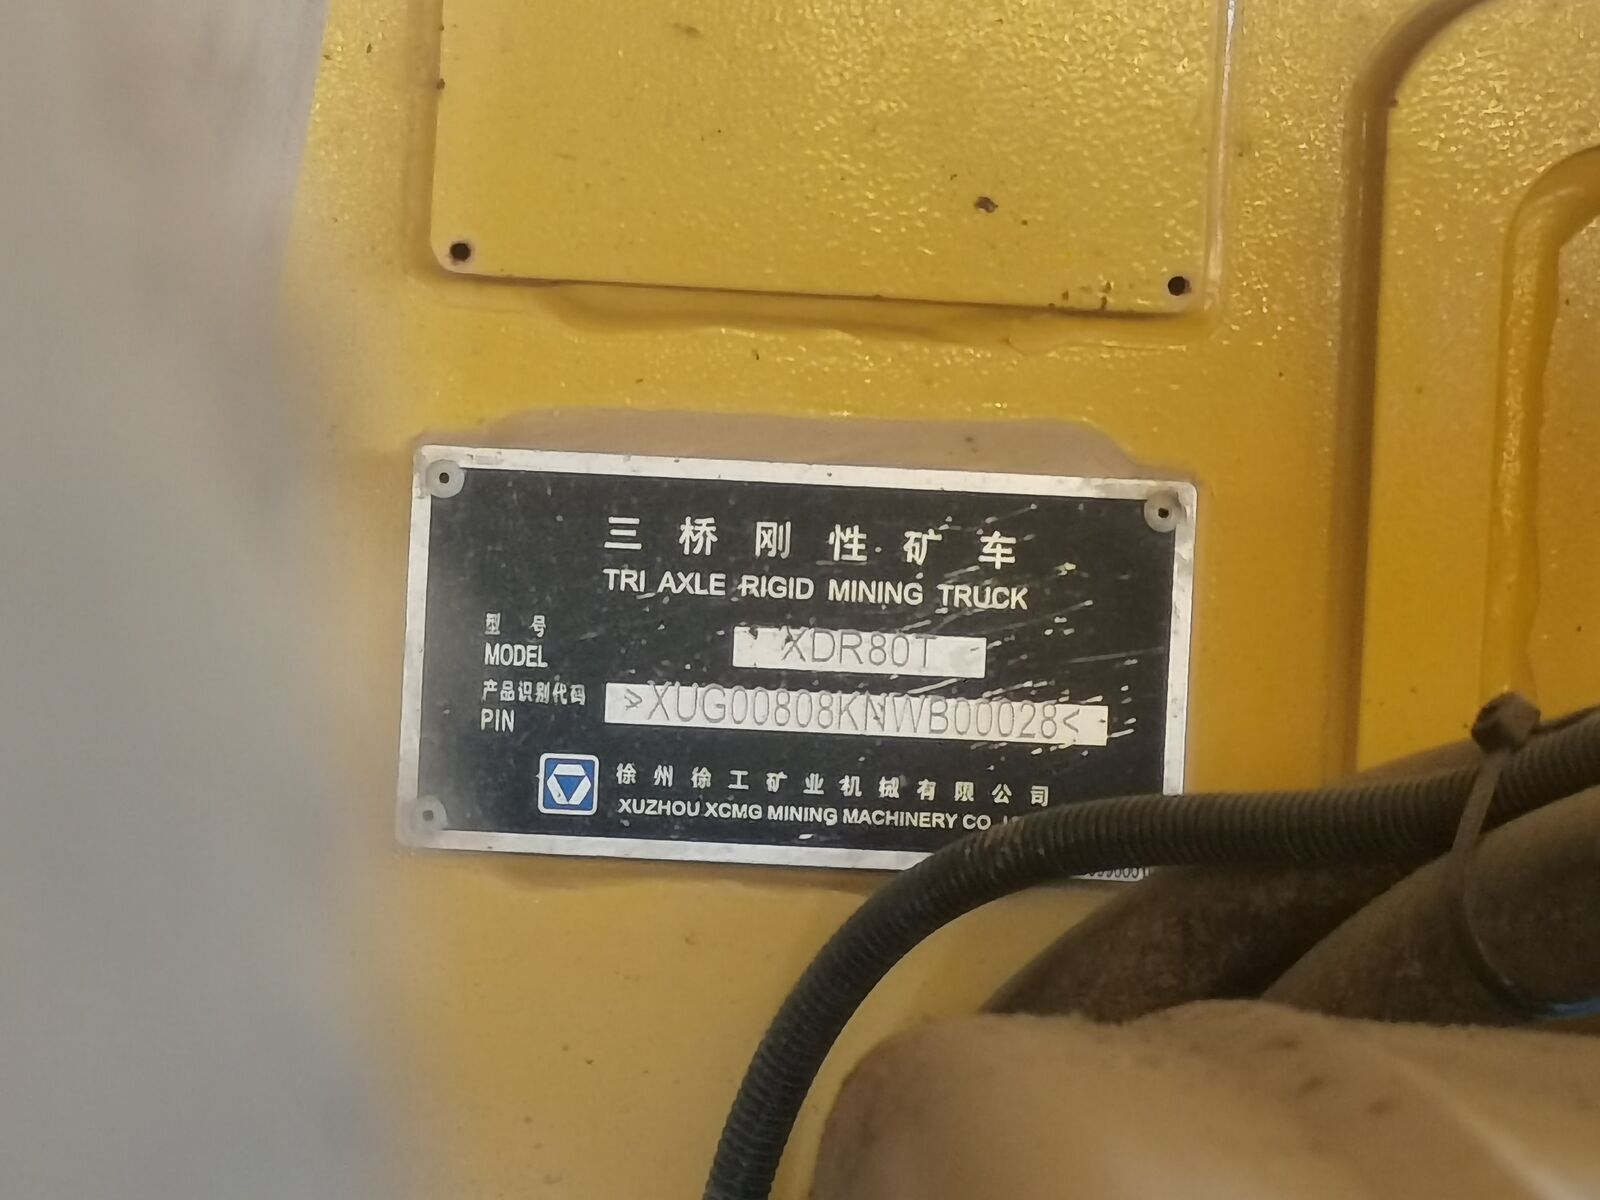 三桥刚性矿车
TRI AXLE RIGID MINING TRUCK
型号
MODEL
XDR80T
产品识别代码
PIN
>XUG00808KNWB00028<
徐州徐工矿业机械有限公司
XUZHOU XCMG MINING MACHINERY CO.